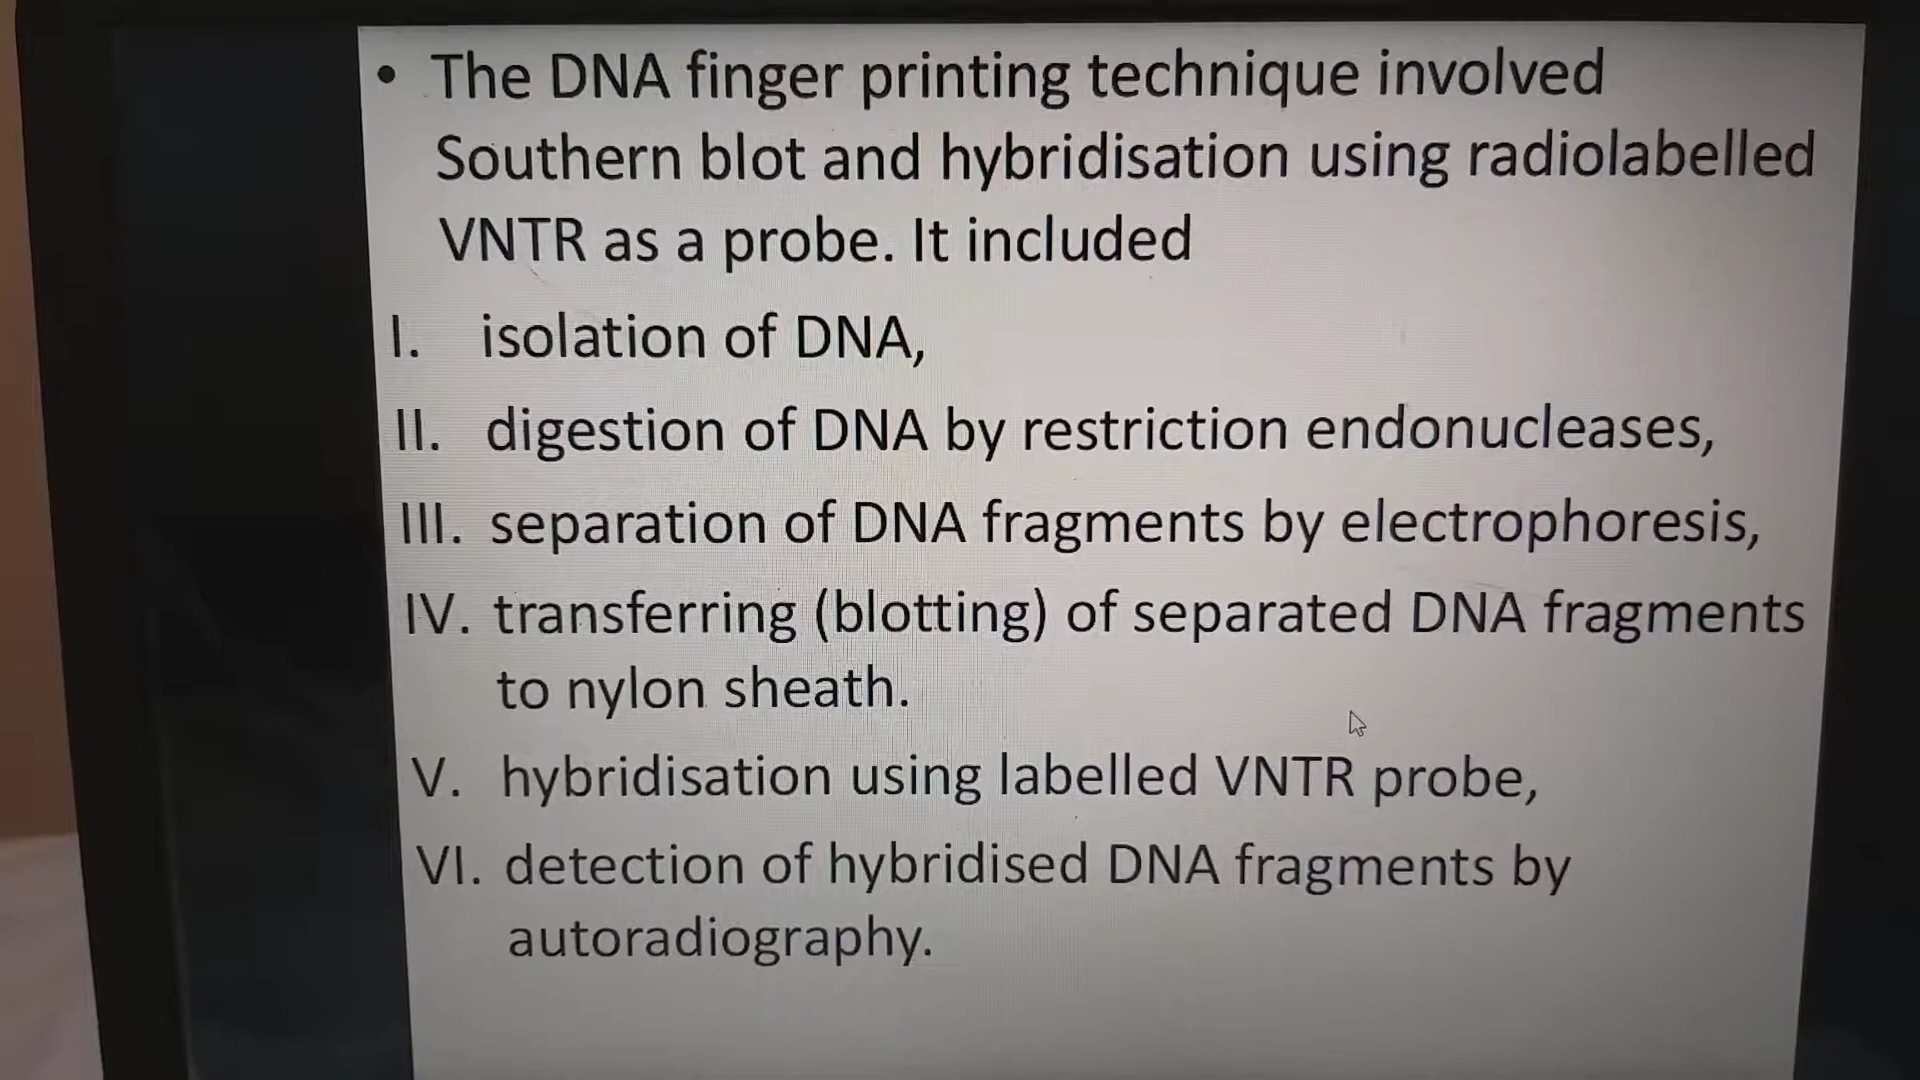 • The DNA finger printing technique involved
Southern blot and hybridisation using radiolabelled
VNTR as a probe. It included
I. isolation of DNA,
II. digestion of DNA by restriction endonucleases,
III. separation of DNA fragments by electrophoresis,
IV. transferring (blotting) of separated DNA fragments
to nylon sheath.
V. hybridisation using labelled VNTR probe,
VI. detection of hybridised DNA fragments by
autoradiography.